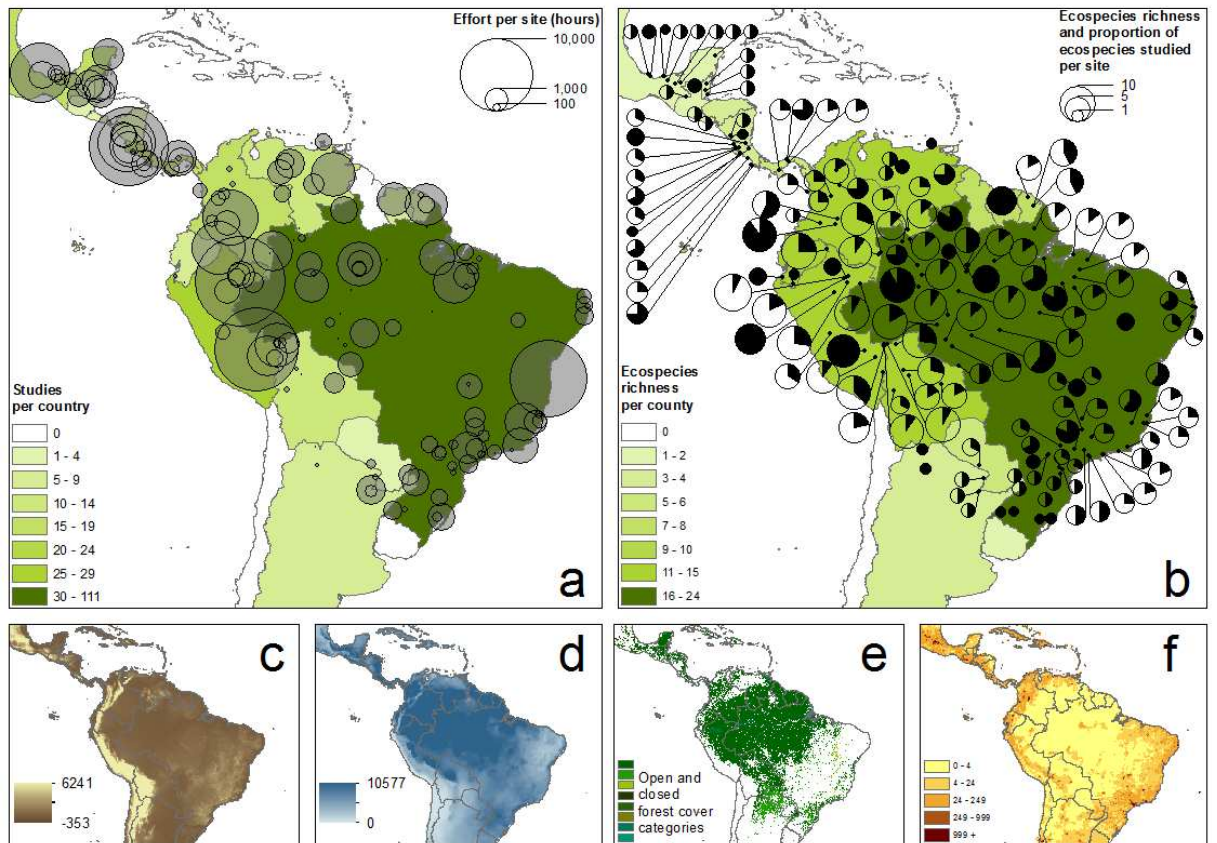 Effort per site (hours)
10,000
1,000
100
Studies
per country
0
1 - 4
5 - 9
10 - 14
15 - 19
20 - 24
25 - 29
30 - 111
a
Ecospecies richness
and proportion of
ecospecies studied
per site
10
5
1
Ecospecies
richness
per county
0
1 - 2
3 - 4
5 - 6
7 - 8
9 - 10
11 - 15
16 - 24
b
c
6241
-353
d
10577
0
e
Open and
closed
forest cover
categories
f
0 - 4
4 - 24
24 - 249
249 - 999
999 +